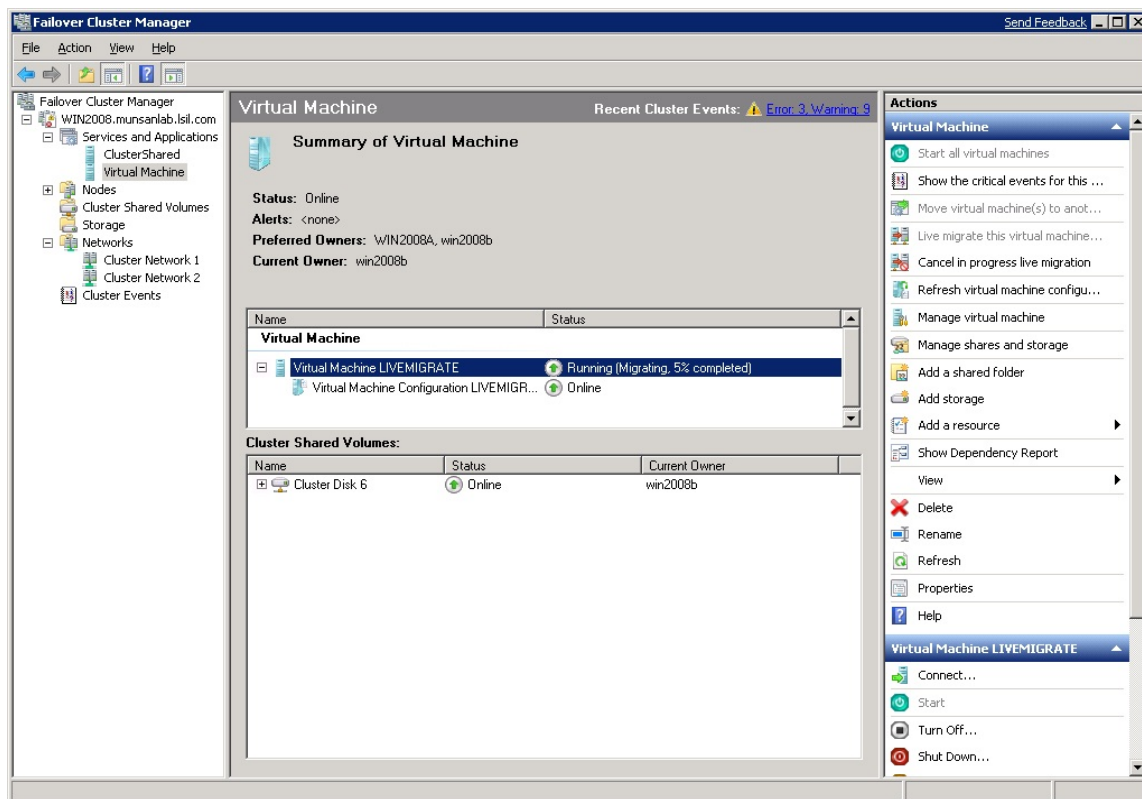 Failover Cluster Manager
Send Feedback
File Action View Help
Failover Cluster Manager
WIN2008.munsanlab.lsil.com
Services and Applications
ClusterShared
Virtual Machine
Nodes
Cluster Shared Volumes
Storage
Networks
Cluster Network 1
Cluster Network 2
Cluster Events
Virtual Machine
Recent Cluster Events: Error: 3, Warning: 9
Summary of Virtual Machine
Status: Online
Alerts: <none>
Preferred Owners: WIN2008A, win2008b
Current Owner: win2008b
Name Status
Virtual Machine
Virtual Machine LIVEMIGRATE Running (Migrating, 5% completed)
Virtual Machine Configuration LIVEMIGR... Online
Cluster Shared Volumes:
Name Status Current Owner
Cluster Disk 6 Online win2008b
Actions
Virtual Machine
Start all virtual machines
Show the critical events for this ...
Move virtual machine(s) to anot...
Live migrate this virtual machine...
Cancel in progress live migration
Refresh virtual machine configu...
Manage virtual machine
Manage shares and storage
Add a shared folder
Add storage
Add a resource
Show Dependency Report
View
Delete
Rename
Refresh
Properties
Help
Virtual Machine LIVEMIGRATE
Connect...
Start
Turn Off...
Shut Down...